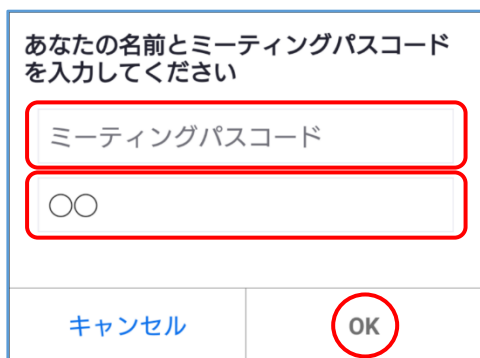 あなたの名前とミーティングパスコード
を入力してください
ミーティングパスコード
〇〇
キャンセル
OK